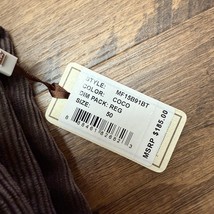 STYLE: MF15B91BT
COLOR: COCO
DIM PACK: REG
SIZE: 50
MSRP $185.00